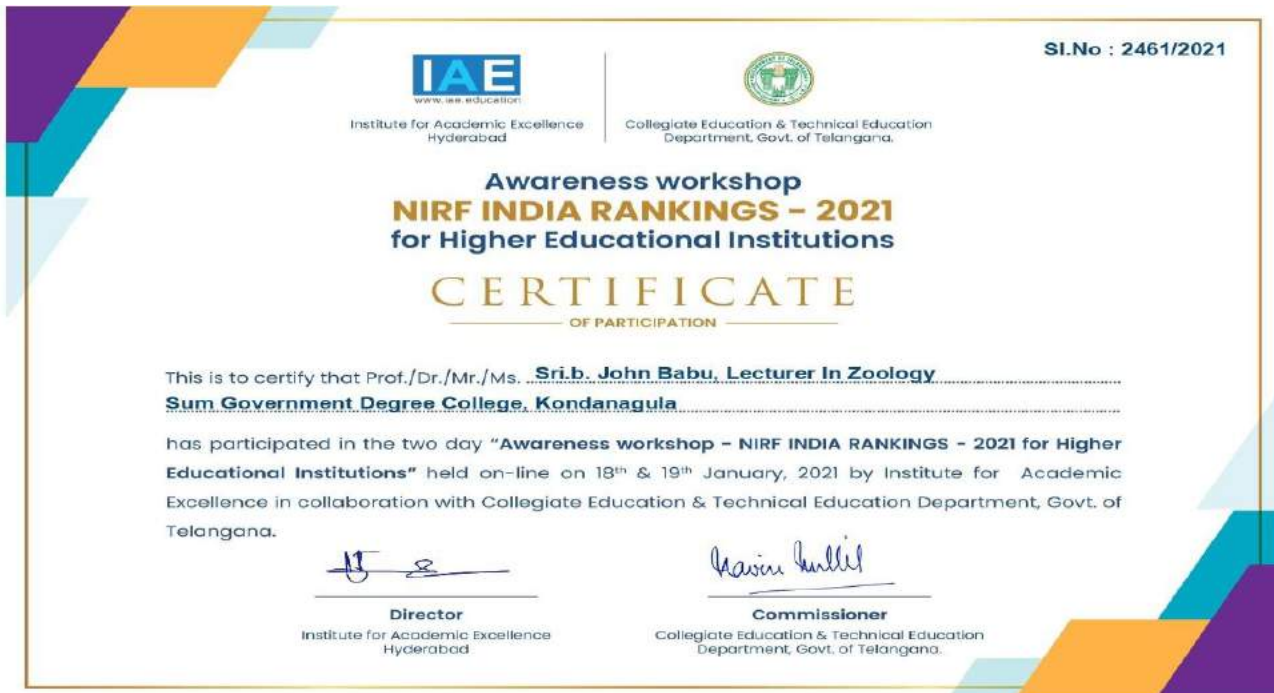 Sl.No : 2461/2021
IAE
www.iae.education
Institute for Academic Excellence
Hyderabad
Collegiate Education & Technical Education
Department, Govt. of Telangana.
Awareness workshop
NIRF INDIA RANKINGS – 2021
for Higher Educational Institutions
CERTIFICATE
OF PARTICIPATION
This is to certify that Prof./Dr./Mr./Ms. Sri.b. John Babu, Lecturer In Zoology
Sum Government Degree College, Kondanagula
has participated in the two day "Awareness workshop – NIRF INDIA RANKINGS - 2021 for Higher
Educational Institutions" held on-line on 18th & 19th January, 2021 by Institute for Academic
Excellence in collaboration with Collegiate Education & Technical Education Department, Govt. of
Telangana.
Director
Institute for Academic Excellence
Hyderabad
Commissioner
Collegiate Education & Technical Education
Department, Govt. of Telangana.